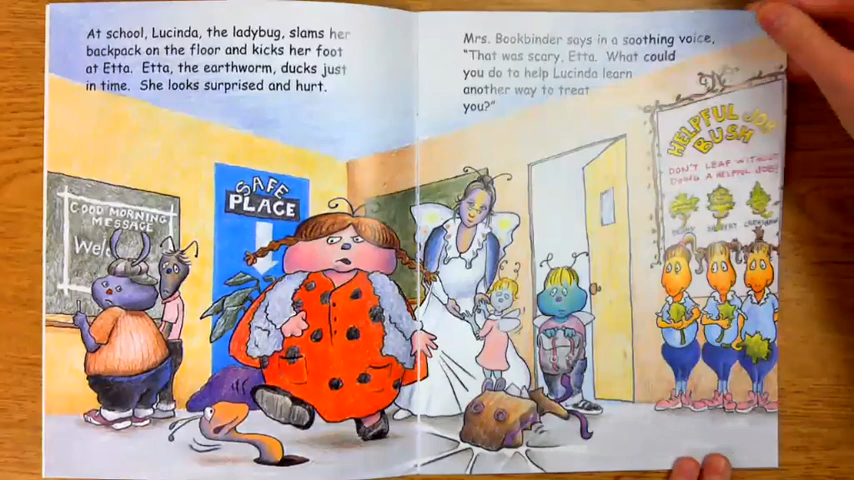 At school, Lucinda, the ladybug, slams her
backpack on the floor and kicks her foot
at Etta. Etta, the earthworm, ducks just
in time. She looks surprised and hurt.
Mrs. Bookbinder says in a soothing voice,
"That was scary, Etta. What could
you do to help Lucinda learn
another way to treat
you?"
GOOD MORNING
MESSAGE
Wel
SAFE
PLACE
HELPFUL JOB
BUSH
DON'T LEAF WITHOUT
DOING A HELPFUL JOB!